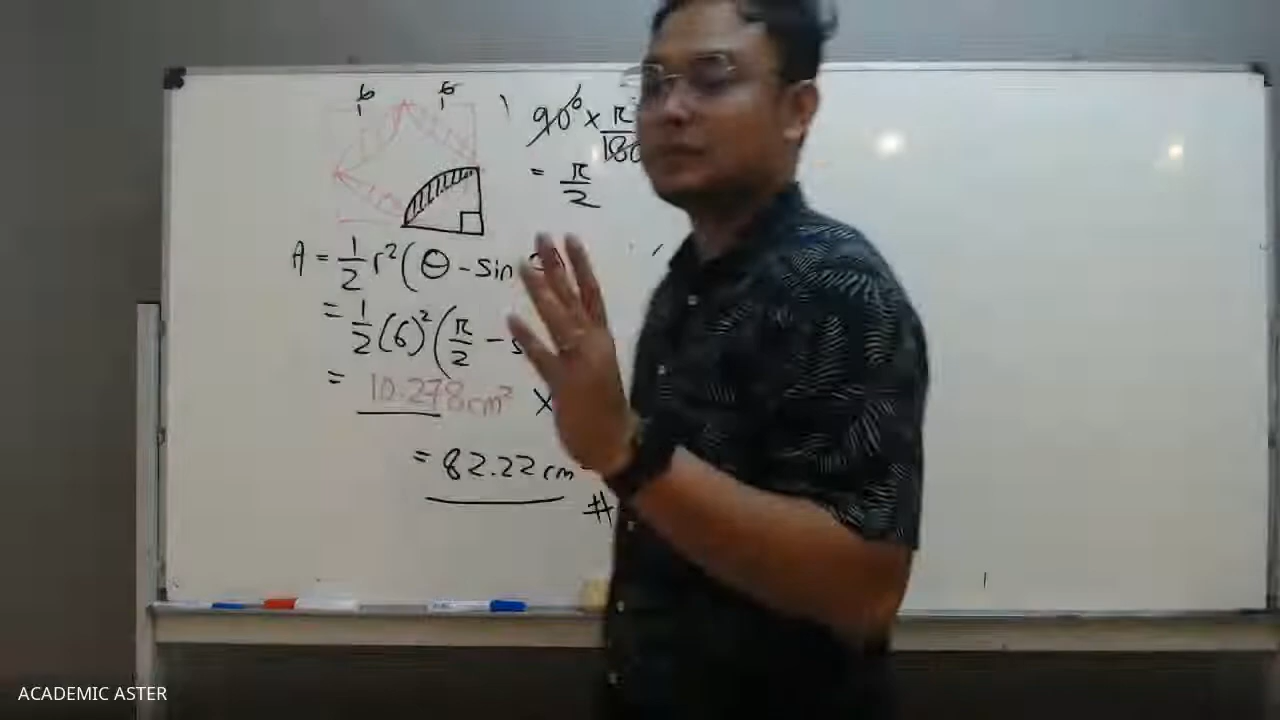 6 6
90° × π/180
= π/2
A = 1/2 r² ( θ - sin
= 1/2 (6)² ( π/2 -
= 10.278cm² ×
= 82.22 cm
#
ACADEMIC ASTER